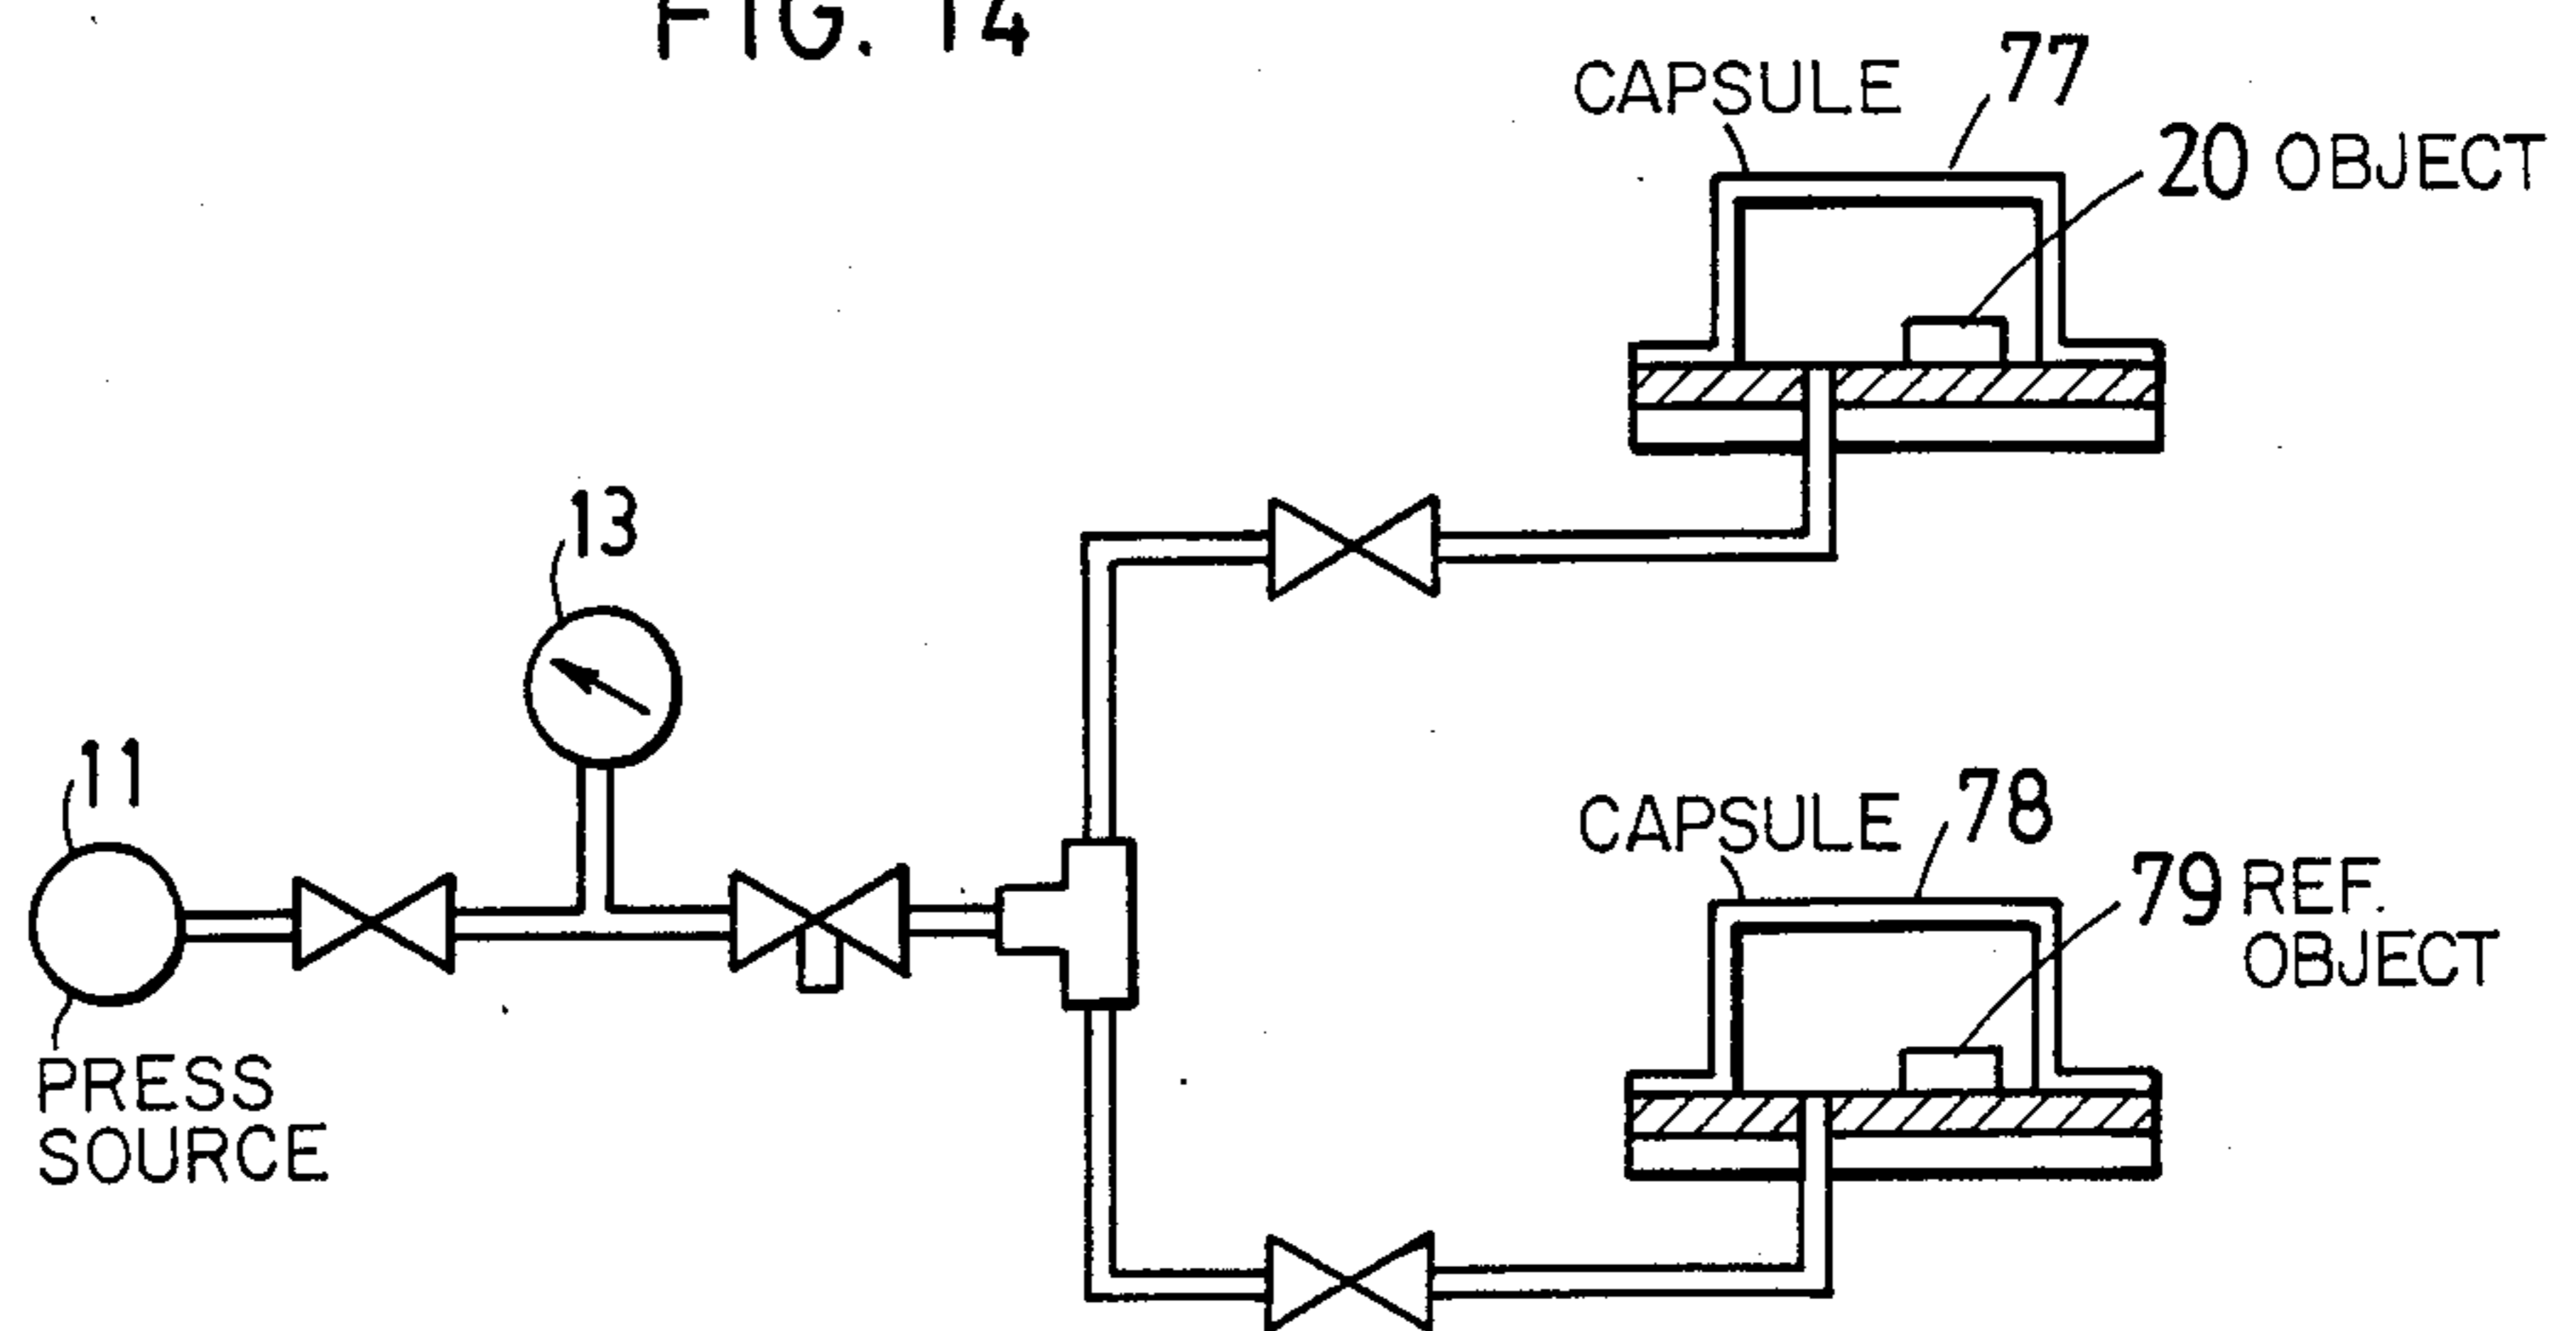 FIG. 14
CAPSULE
77
20 OBJECT
13
11
PRESS
SOURCE
CAPSULE
78
79 REF.
OBJECT